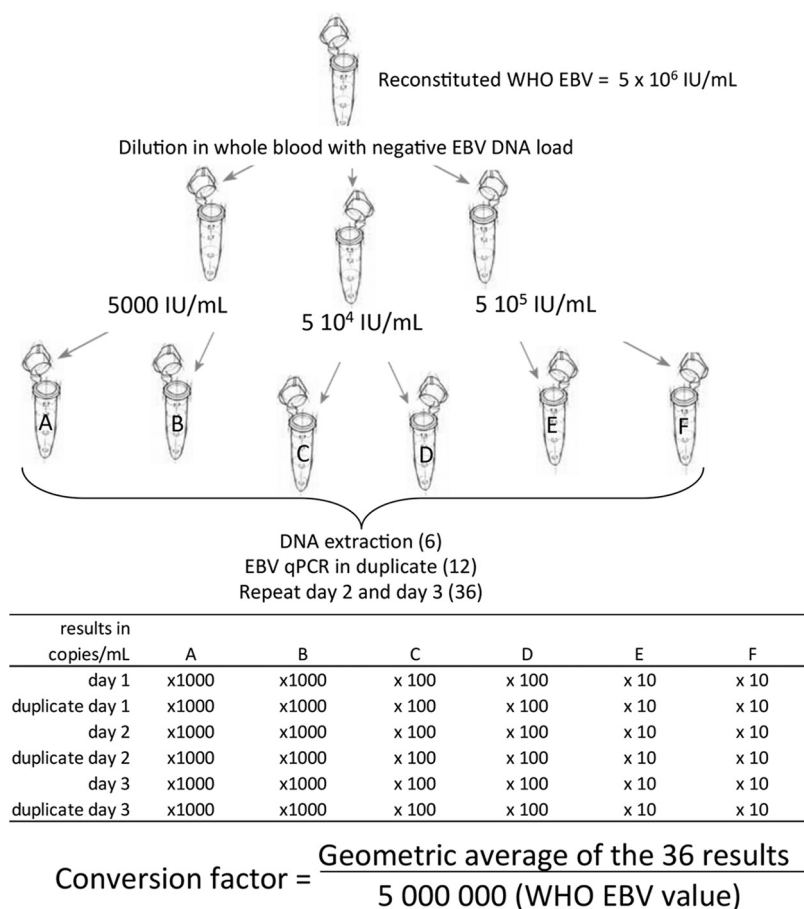 Reconstituted WHO EBV = 5 x 10⁶ IU/mL
Dilution in whole blood with negative EBV DNA load
5000 IU/mL
5 10⁴ IU/mL
5 10⁵ IU/mL
A B C D E F
DNA extraction (6)
EBV qPCR in duplicate (12)
Repeat day 2 and day 3 (36)
results in
copies/mL A B C D E F
day 1 x1000 x1000 x 100 x 100 x 10 x 10
duplicate day 1 x1000 x1000 x 100 x 100 x 10 x 10
day 2 x1000 x1000 x 100 x 100 x 10 x 10
duplicate day 2 x1000 x1000 x 100 x 100 x 10 x 10
day 3 x1000 x1000 x 100 x 100 x 10 x 10
duplicate day 3 x1000 x1000 x 100 x 100 x 10 x 10
Conversion factor = Geometric average of the 36 results
5 000 000 (WHO EBV value)